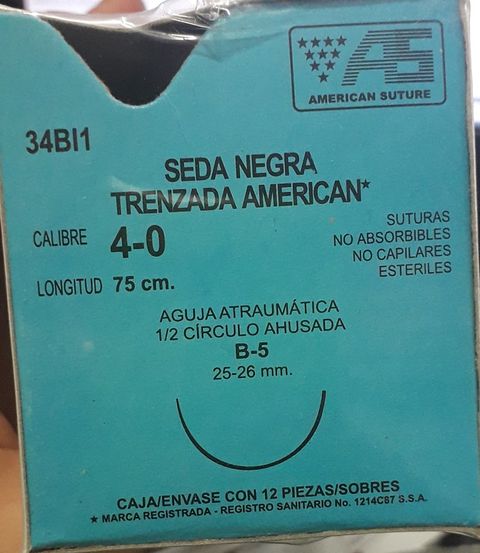 AS
AMERICAN SUTURE
34BI1
SEDA NEGRA
TRENZADA AMERICAN*
CALIBRE 4-0
LONGITUD 75 cm.
SUTURAS
NO ABSORBIBLES
NO CAPILARES
ESTERILES
AGUJA ATRAUMÁTICA
1/2 CÍRCULO AHUSADA
B-5
25-26 mm.
CAJA/ENVASE CON 12 PIEZAS/SOBRES
★ MARCA REGISTRADA - REGISTRO SANITARIO No. 1214C87 S.S.A.